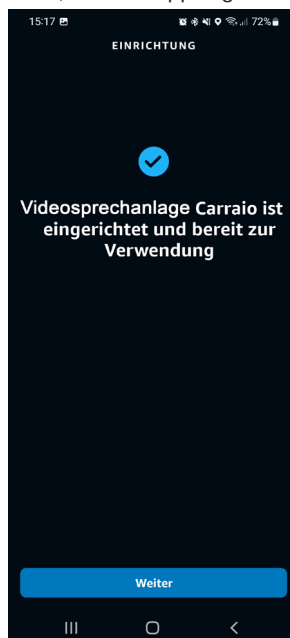 15:17 72%
EINRICHTUNG
Videosprechanlage Carraio ist
eingerichtet und bereit zur
Verwendung
Weiter